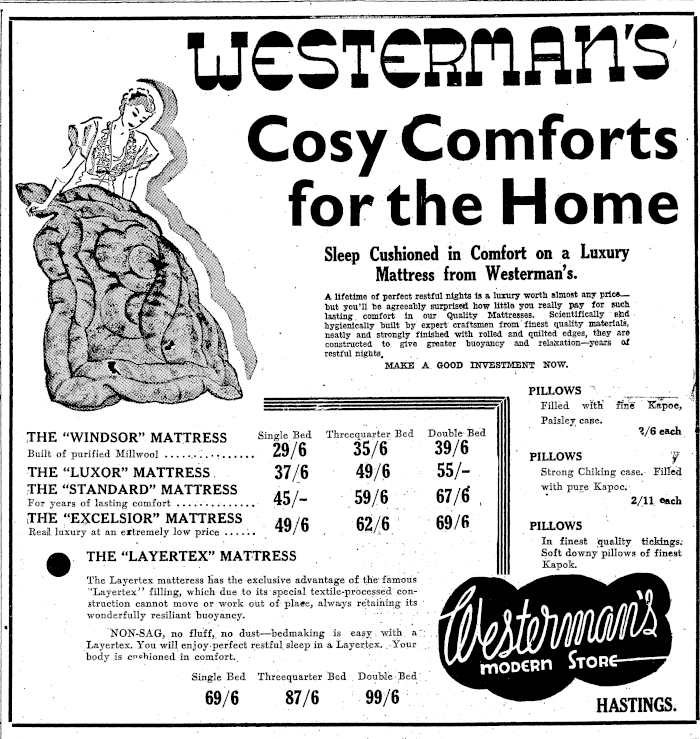 WESTERMAN'S
Cosy Comforts
for the Home
Sleep Cushioned in Comfort on a Luxury
Mattress from Westerman's.
A lifetime of perfect restful nights is a luxury worth almost any price—
but you'll be agreeably surprised how little you really pay for such
lasting comfort in our Quality Mattresses. Scientifically and
hygienically built by expert craftsmen from finest quality materials,
neatly and strongly finished with rolled and quilted edges, they are
constructed to give greater buoyancy and relaxation—years of
restful nights.
MAKE A GOOD INVESTMENT NOW.
Single Bed Threequarter Bed Double Bed
THE "WINDSOR" MATTRESS
Built of purified Millwool ................ 29/6 35/6 39/6
THE "LUXOR" MATTRESS 37/6 49/6 55/-
THE "STANDARD" MATTRESS
For years of lasting comfort .............. 45/- 59/6 67/6
THE "EXCELSIOR" MATTRESS
Real luxury at an extremely low price ...... 49/6 62/6 69/6
THE "LAYERTEX" MATTRESS
The Layertex matteress has the exclusive advantage of the famous
"Layertex" filling, which due to its special textile-processed con-
struction cannot move or work out of place, always retaining its
wonderfully resiliant buoyancy.
NON-SAG, no fluff, no dust—bedmaking is easy with a
Layertex. You will enjoy perfect restful sleep in a Layertex. Your
body is cushioned in comfort.
Single Bed Threequarter Bed Double Bed
69/6 87/6 99/6
PILLOWS
Filled with fine Kapoc,
Paisley case.
2/6 each
PILLOWS
Strong Chiking case. Filled
with pure Kapoc.
2/11 each
PILLOWS
In finest quality tickings.
Soft downy pillows of finest
Kapok.
Westerman's
MODERN STORE
HASTINGS.